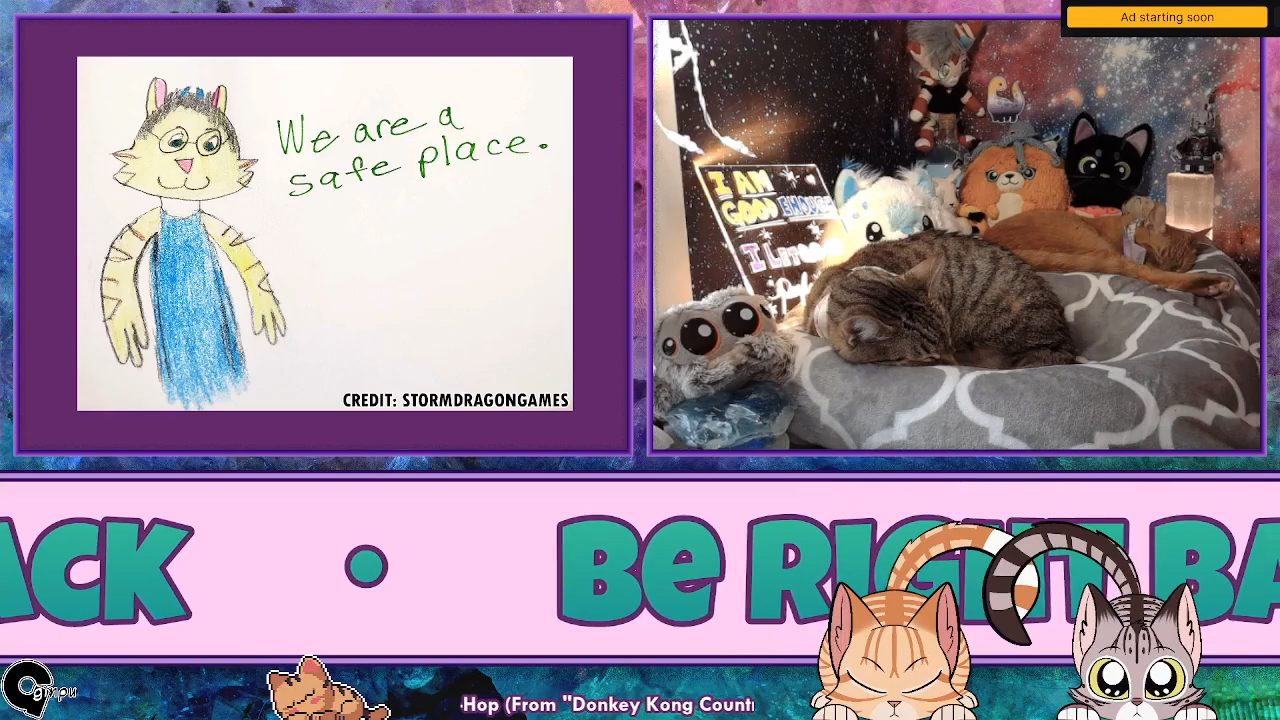 Ad starting soon
We are a
safe place.
CREDIT: STORMDRAGONGAMES
I AM
GOOD ENOUGH
ACK • Be RIGHT BA
Hop (From "Donkey Kong Count